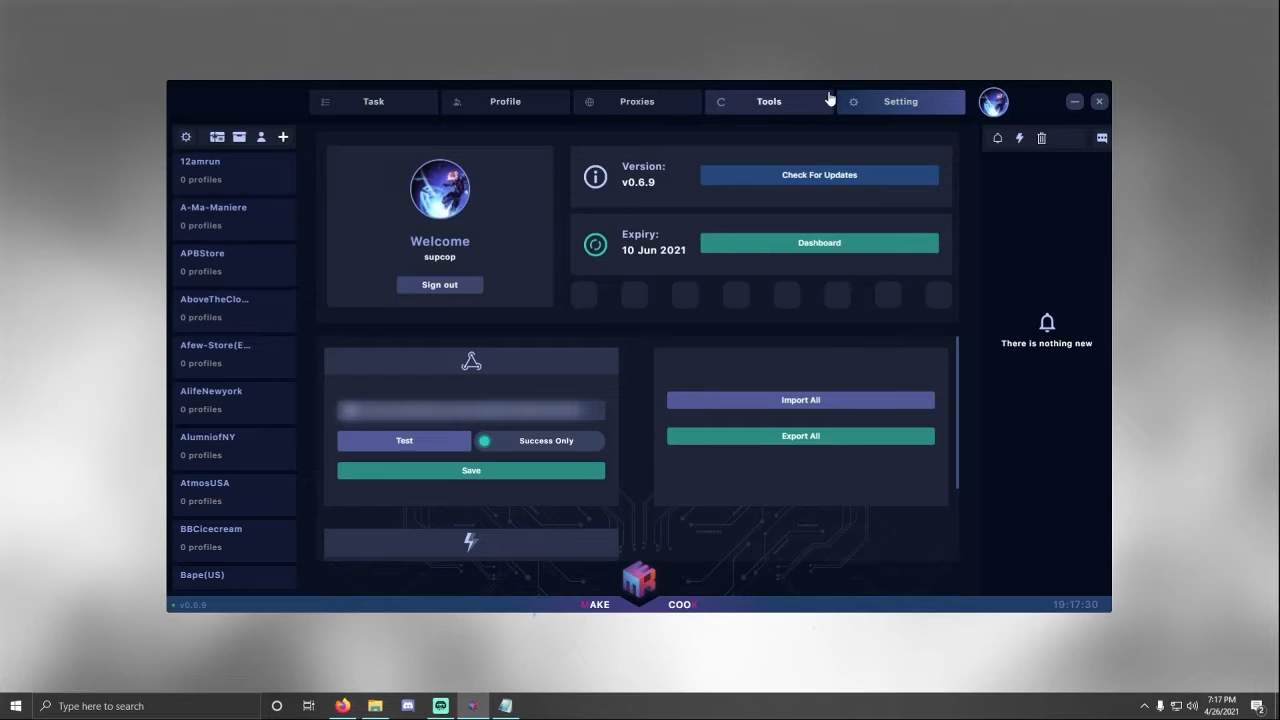 Task
Profile
Proxies
Tools
Setting
12amrun
0 profiles
A-Ma-Maniere
0 profiles
APBStore
0 profiles
AboveTheClo...
0 profiles
Afew-Store(E...
0 profiles
AlifeNewyork
0 profiles
AlumniofNY
0 profiles
AtmosUSA
0 profiles
BBCicecream
0 profiles
Bape(US)
Welcome
supcop
Sign out
Version:
v0.6.9
Check For Updates
Expiry:
10 Jun 2021
Dashboard
Test
Success Only
Save
Import All
Export All
There is nothing new
v0.6.9
MAKE
COOK
19:17:30
Type here to search
7:17 PM
4/26/2021
2